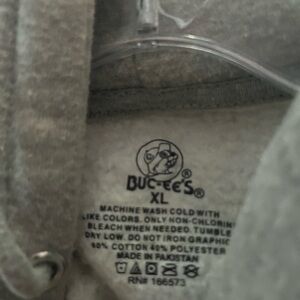 BUC-EE'S®
XL
MACHINE WASH COLD WITH
LIKE COLORS. ONLY NON-CHLORINE
BLEACH WHEN NEEDED. TUMBLE
DRY LOW. DO NOT IRON GRAPHIC
60% COTTON 40% POLYESTER
MADE IN PAKISTAN
RN# 166573